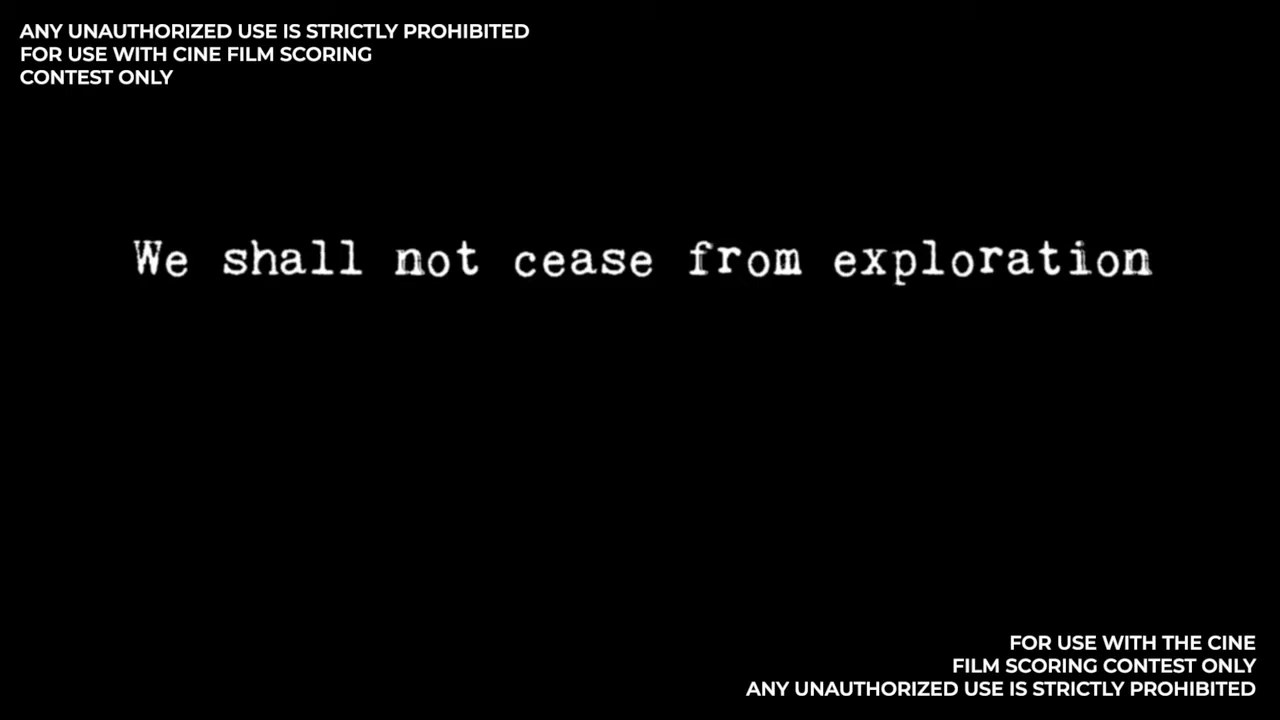 ANY UNAUTHORIZED USE IS STRICTLY PROHIBITED
FOR USE WITH CINE FILM SCORING
CONTEST ONLY
We shall not cease from exploration
FOR USE WITH THE CINE
FILM SCORING CONTEST ONLY
ANY UNAUTHORIZED USE IS STRICTLY PROHIBITED